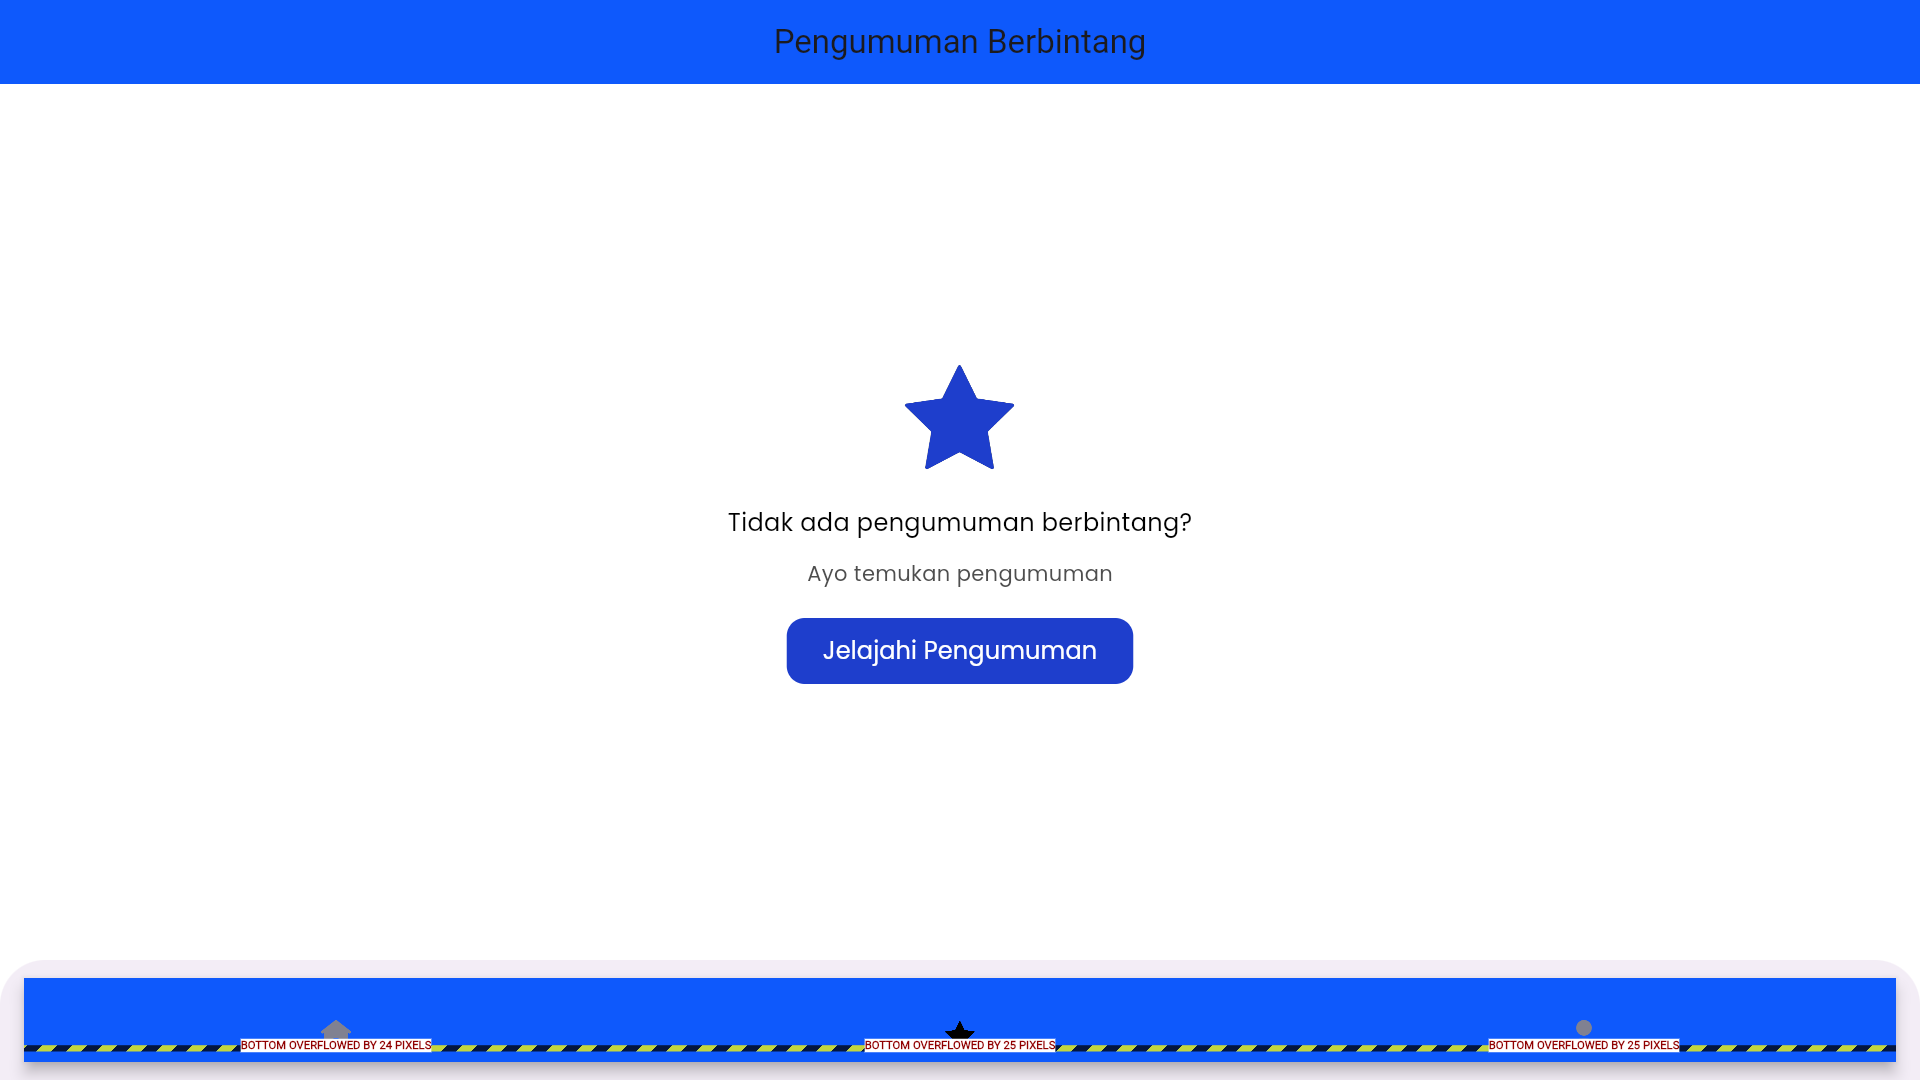 Pengumuman Berbintang
Tidak ada pengumuman berbintang?
Ayo temukan pengumuman
Jelajahi Pengumuman
BOTTOM OVERFLOWED BY 24 PIXELS
BOTTOM OVERFLOWED BY 25 PIXELS
BOTTOM OVERFLOWED BY 25 PIXELS